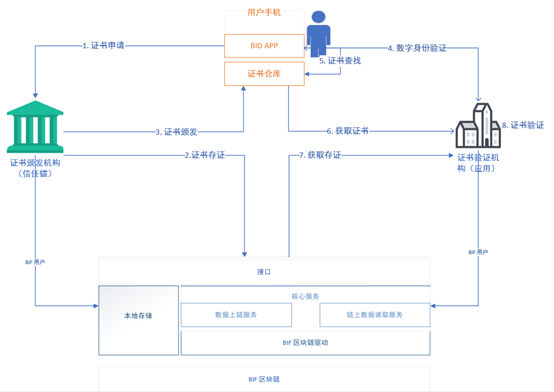 用户手机
BID APP
证书仓库
1. 证书申请
4. 数字身份验证
5. 证书查找
3. 证书颁发
6. 获取证书
8. 证书验证
2.证书存证
7. 获取存证
证书颁发机构
（信任锚）
证书验证机
构（应用）
BIF 用户
BIF 用户
接口
核心服务
本地存储
数据上链服务
链上数据读取服务
BIF 区块链驱动
BIF 区块链